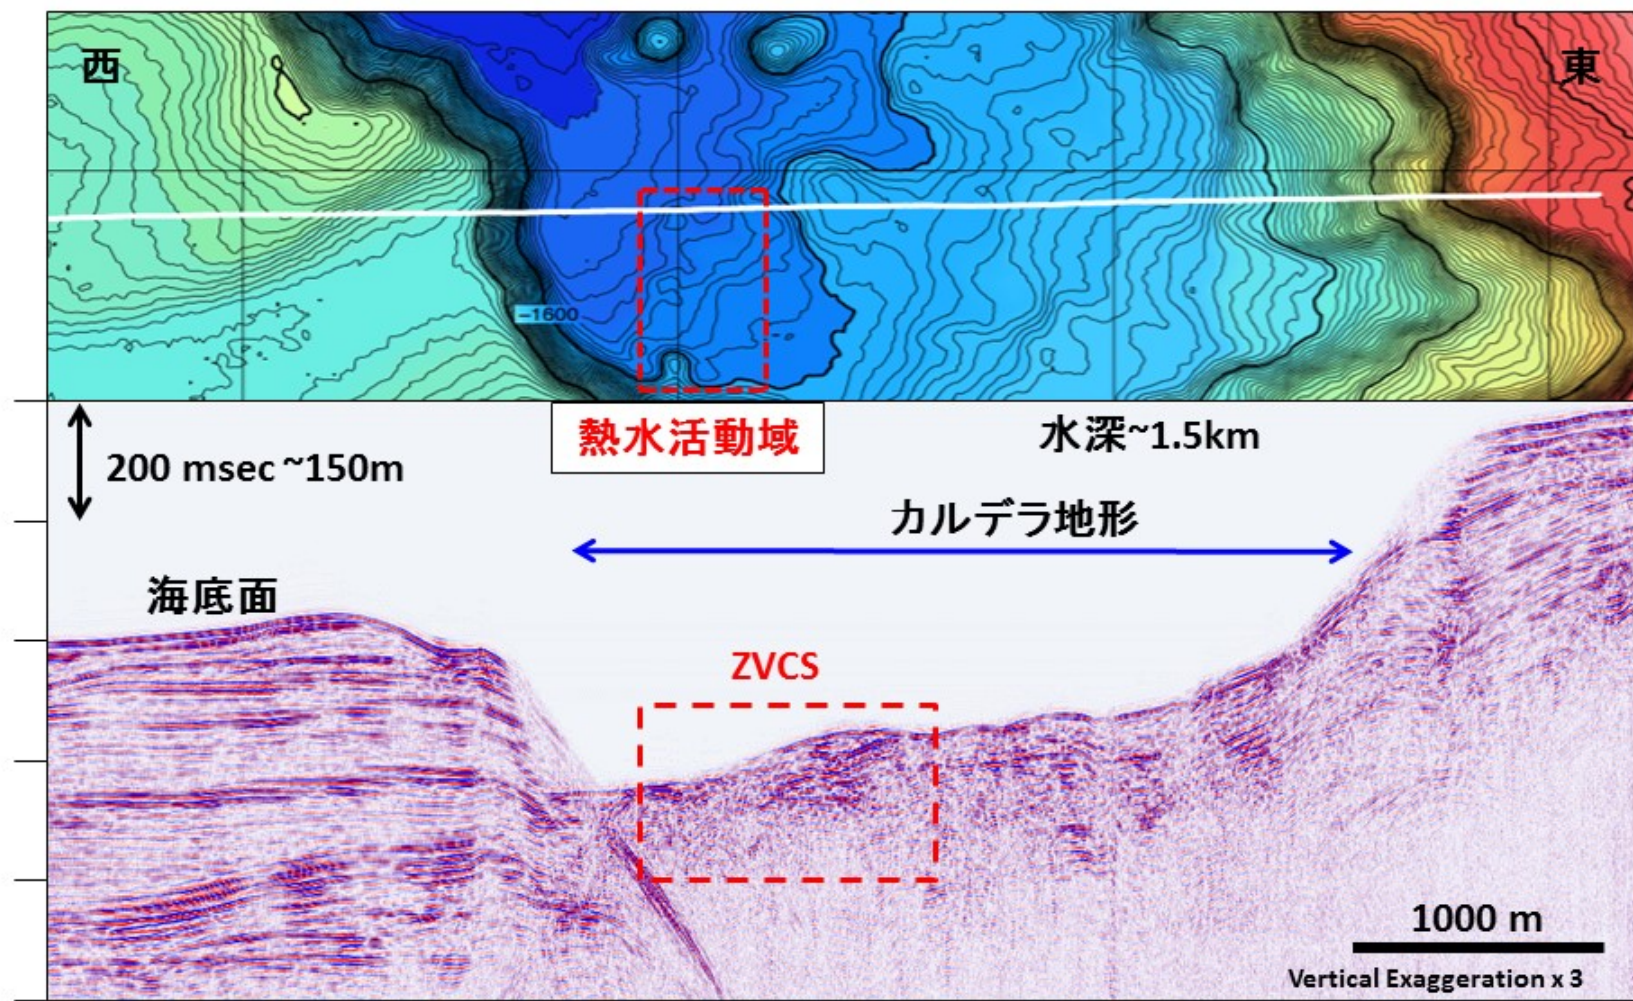 西
東
-1600
熱水活動域
水深~1.5km
200 msec ~150m
カルデラ地形
海底面
ZVCS
1000 m
Vertical Exaggeration x 3